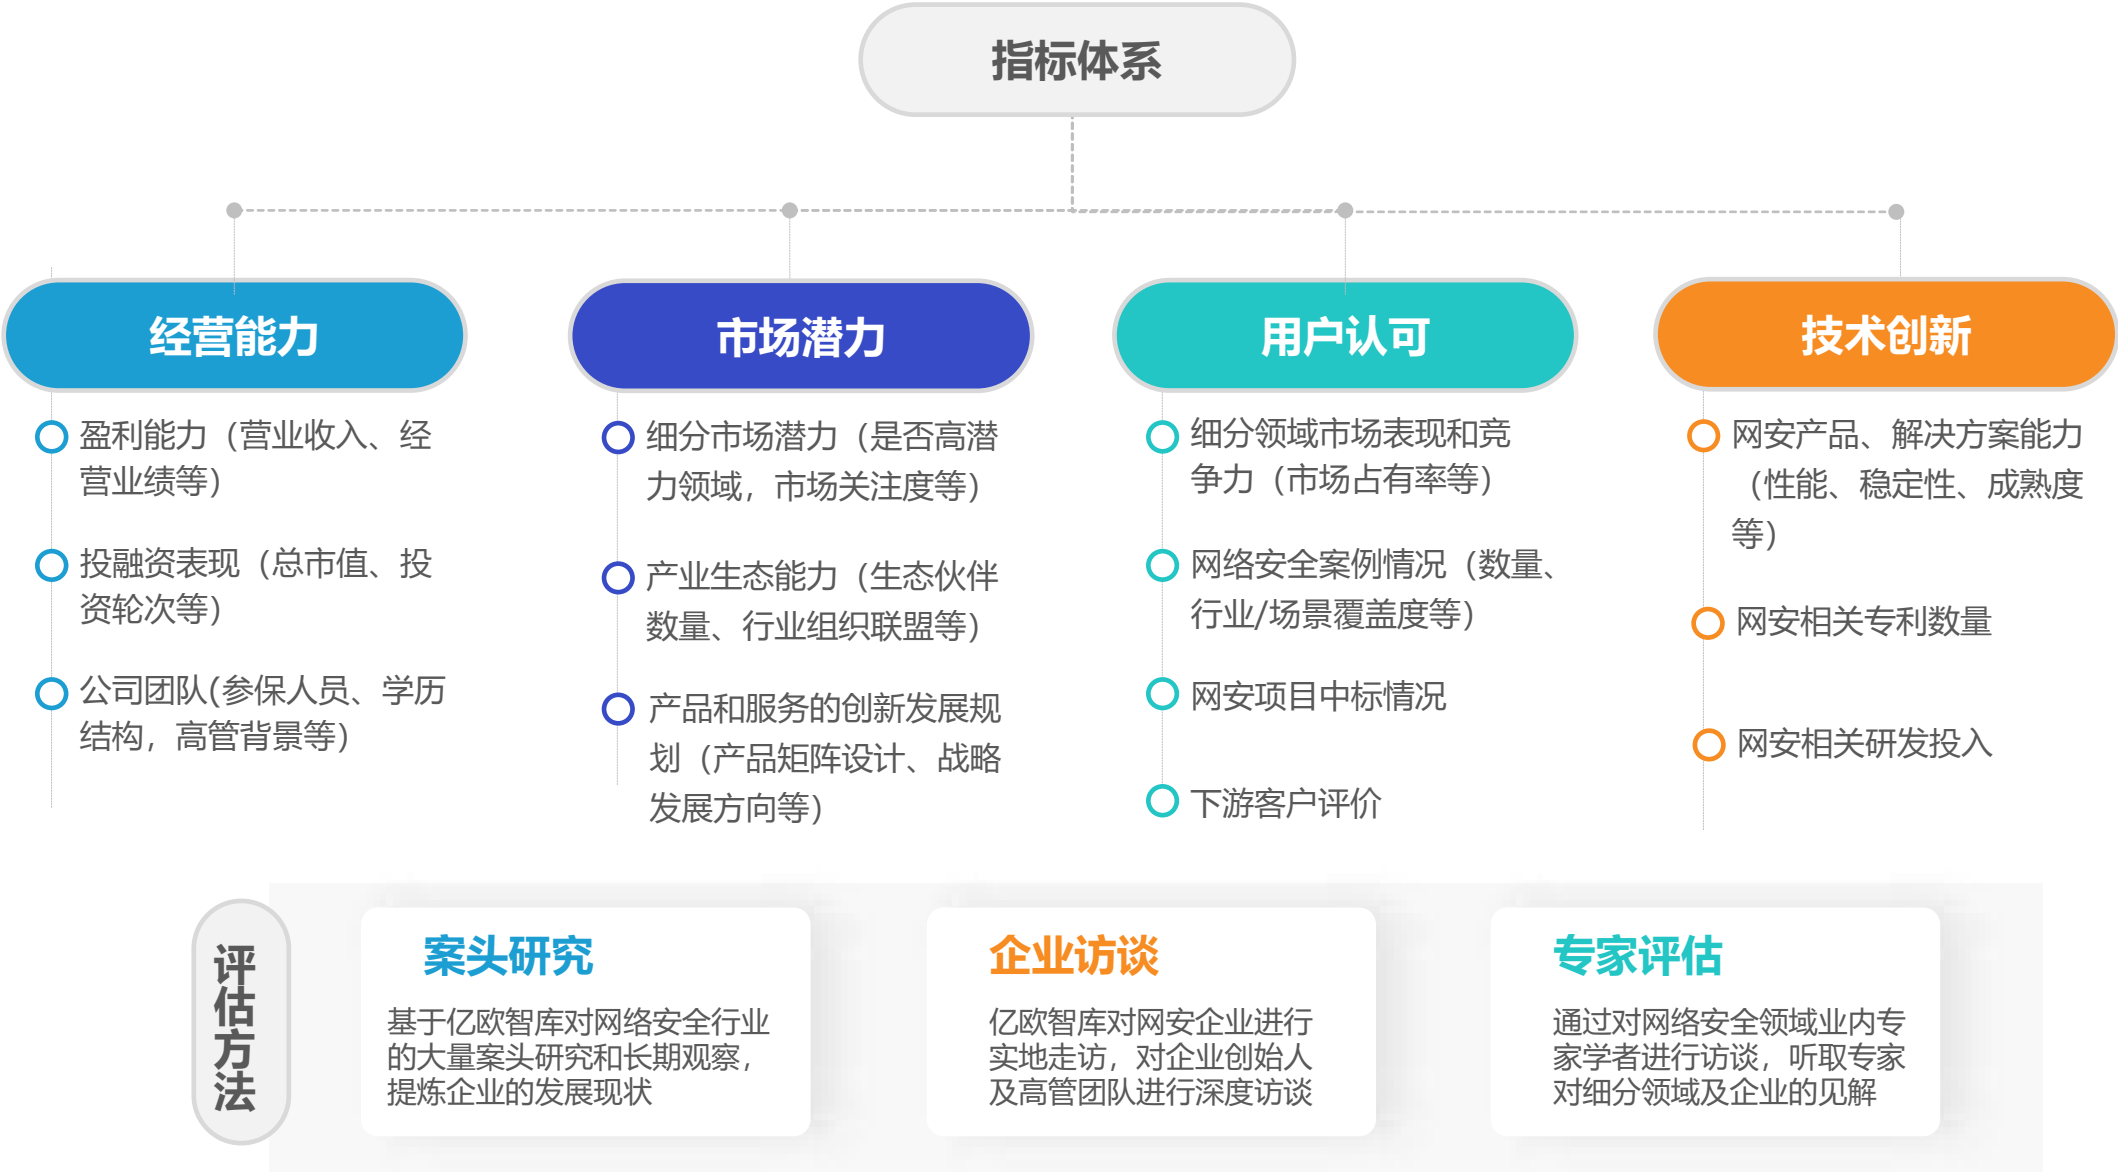 指标体系
经营能力
盈利能力（营业收入、经
营业绩等）
投融资表现（总市值、投
资轮次等）
公司团队(参保人员、学历
结构，高管背景等）
市场潜力
细分市场潜力（是否高潜
力领域，市场关注度等）
产业生态能力（生态伙伴
数量、行业组织联盟等）
产品和服务的创新发展规
划（产品矩阵设计、战略
发展方向等）
用户认可
细分领域市场表现和竞
争力（市场占有率等）
网络安全案例情况（数量、
行业/场景覆盖度等）
网安项目中标情况
下游客户评价
技术创新
网安产品、解决方案能力
（性能、稳定性、成熟度
等）
网安相关专利数量
网安相关研发投入
评估方法
案头研究
基于亿欧智库对网络安全行业
的大量案头研究和长期观察，
提炼企业的发展现状
企业访谈
亿欧智库对网安企业进行
实地走访，对企业创始人
及高管团队进行深度访谈
专家评估
通过对网络安全领域业内专
家学者进行访谈，听取专家
对细分领域及企业的见解